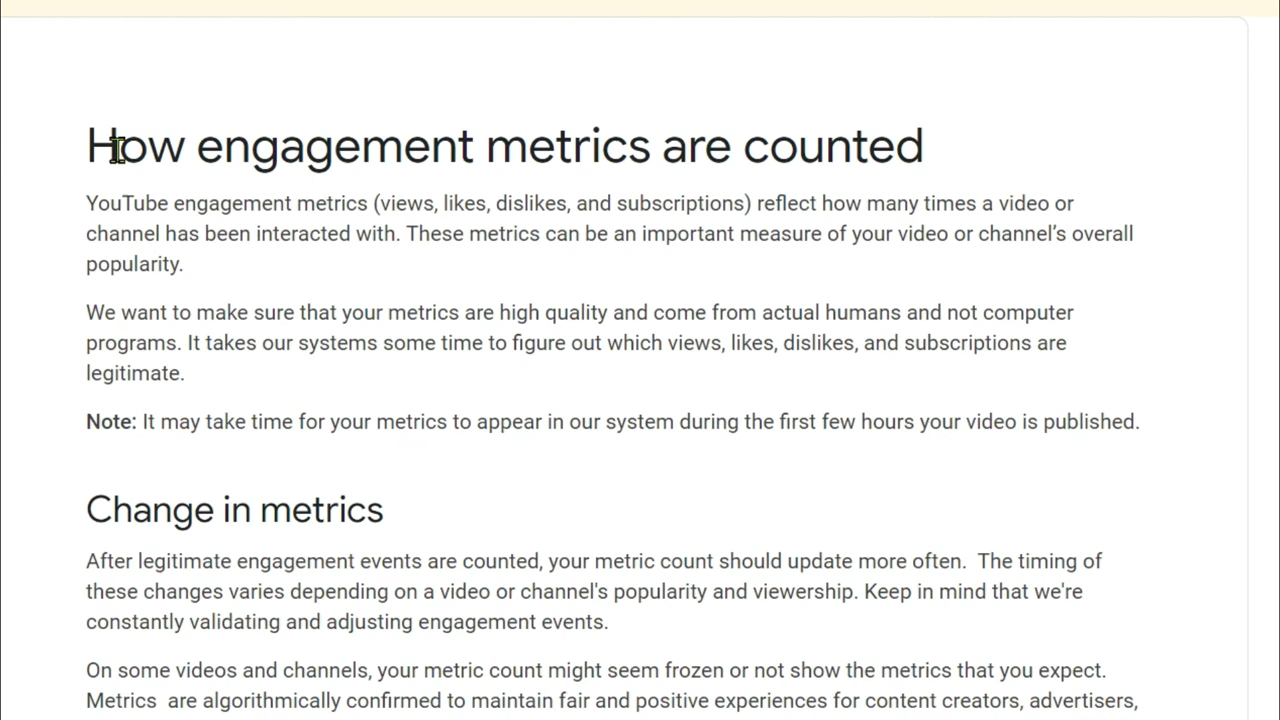 How engagement metrics are counted
YouTube engagement metrics (views, likes, dislikes, and subscriptions) reflect how many times a video or
channel has been interacted with. These metrics can be an important measure of your video or channel’s overall
popularity.
We want to make sure that your metrics are high quality and come from actual humans and not computer
programs. It takes our systems some time to figure out which views, likes, dislikes, and subscriptions are
legitimate.
Note: It may take time for your metrics to appear in our system during the first few hours your video is published.
Change in metrics
After legitimate engagement events are counted, your metric count should update more often.  The timing of
these changes varies depending on a video or channel's popularity and viewership. Keep in mind that we're
constantly validating and adjusting engagement events.
On some videos and channels, your metric count might seem frozen or not show the metrics that you expect.
Metrics  are algorithmically confirmed to maintain fair and positive experiences for content creators, advertisers,